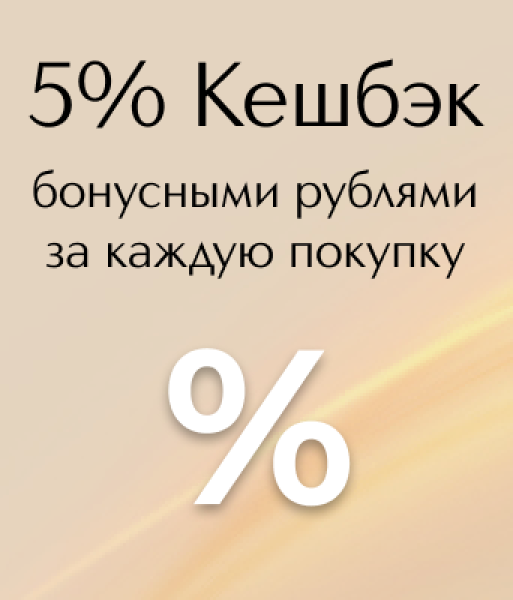 5% Кешбэк
бонусными рублями
за каждую покупку
%